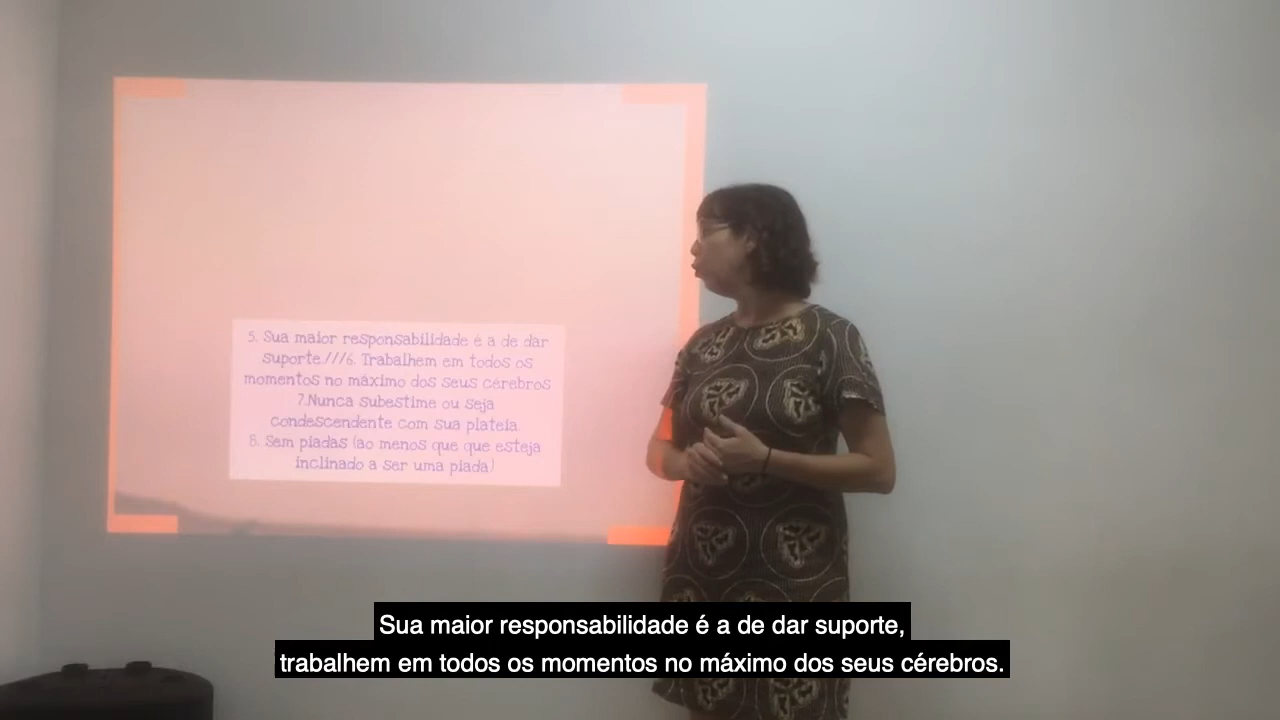 5. Sua maior responsabilidade é a de dar
suporte.///6. Trabalhem em todos os
momentos no máximo dos seus cérebros
7.Nunca subestime ou seja
condescendente com sua plateia.
8. Sem piadas (ao menos que que esteja
inclinado a ser uma piada)
Sua maior responsabilidade é a de dar suporte,
trabalhem em todos os momentos no máximo dos seus cérebros.